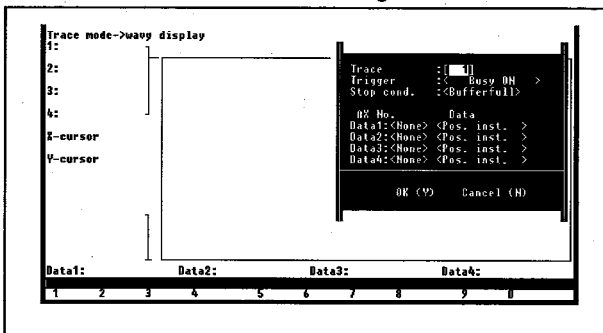 Trace mode->wavy display
1:
2:
3:
4:
X-cursor
Y-cursor
Trace :[ 1]
Trigger :< Busy ON >
Stop cond. :<Bufferfull>
AX No. Data
Data1:<None> <Pos. inst. >
Data2:<None> <Pos. inst. >
Data3:<None> <Pos. inst. >
Data4:<None> <Pos. inst. >
OK (Y) Cancel (N)
Data1: Data2: Data3: Data4:
1 2 3 4 5 6 7 8 9 0